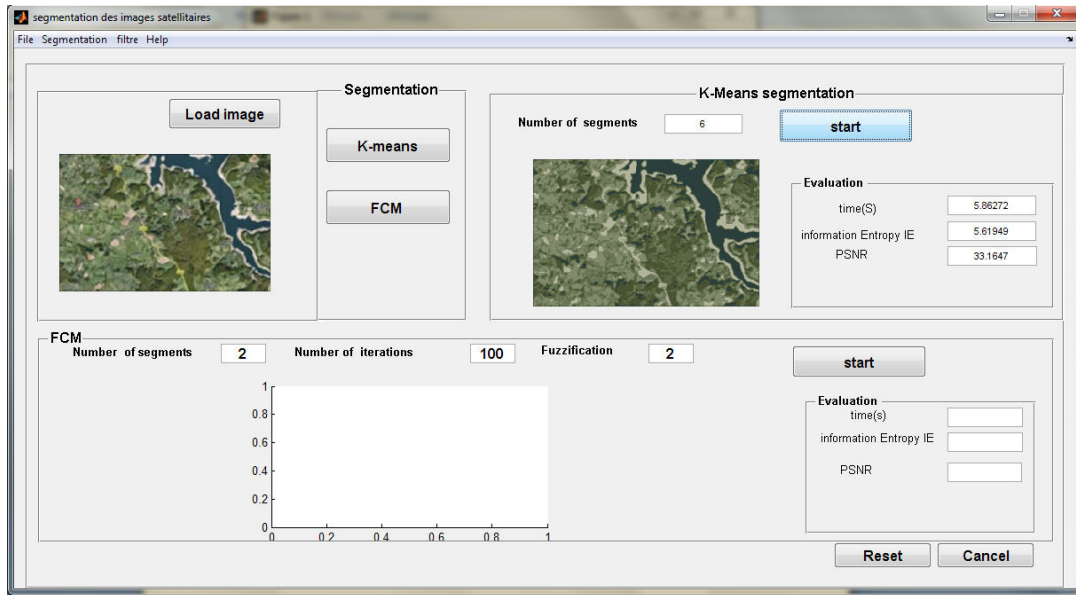 segmentation des images satellitaires
File Segmentation filtre Help
Load image
Segmentation
K-means
FCM
K-Means segmentation
Number of segments 6
start
Evaluation
time(S) 5.86272
information Entropy IE 5.61949
PSNR 33.1647
FCM
Number of segments 2 Number of iterations 100 Fuzzification 2
start
1
0.8
0.6
0.4
0.2
0
0 0.2 0.4 0.6 0.8 1
Evaluation
time(s)
information Entropy IE
PSNR
Reset Cancel